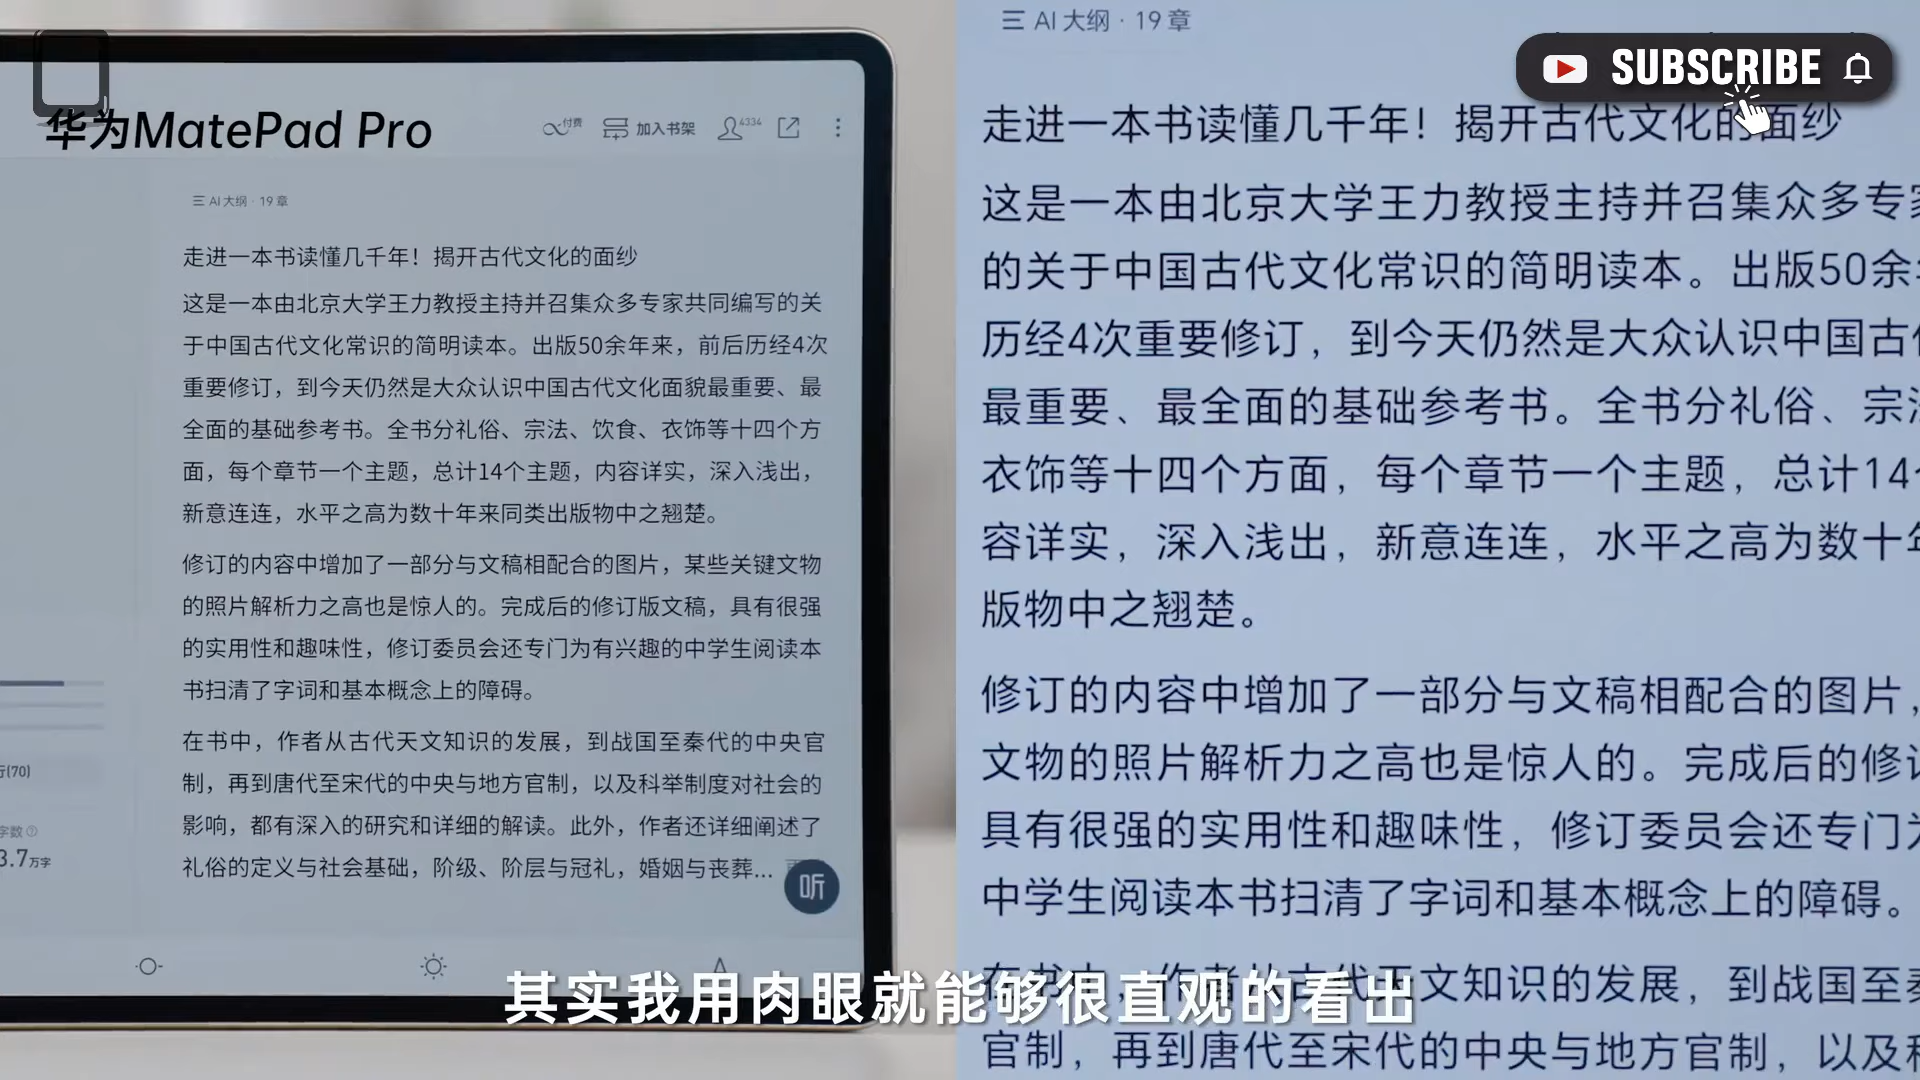 华为MatePad Pro
付费
加入书架
4334
AI 大纲 · 19 章
走进一本书读懂几千年！揭开古代文化的面纱
这是一本由北京大学王力教授主持并召集众多专家共同编写的关
于中国古代文化常识的简明读本。出版50余年来，前后历经4次
重要修订，到今天仍然是大众认识中国古代文化面貌最重要、最
全面的基础参考书。全书分礼俗、宗法、饮食、衣饰等十四个方
面，每个章节一个主题，总计14个主题，内容详实，深入浅出，
新意连连，水平之高为数十年来同类出版物中之翘楚。
修订的内容中增加了一部分与文稿相配合的图片，某些关键文物
的照片解析力之高也是惊人的。完成后的修订版文稿，具有很强
的实用性和趣味性，修订委员会还专门为有兴趣的中学生阅读本
书扫清了字词和基本概念上的障碍。
在书中，作者从古代天文知识的发展，到战国至秦代的中央官
制，再到唐代至宋代的中央与地方官制，以及科举制度对社会的
影响，都有深入的研究和详细的解读。此外，作者还详细阐述了
礼俗的定义与社会基础，阶级、阶层与冠礼，婚姻与丧葬...
听
行(70)
字数
3.7万字
AI 大纲 · 19 章
SUBSCRIBE
走进一本书读懂几千年！揭开古代文化的面纱
这是一本由北京大学王力教授主持并召集众多专家
的关于中国古代文化常识的简明读本。出版50余
历经4次重要修订，到今天仍然是大众认识中国古代
最重要、最全面的基础参考书。全书分礼俗、宗法
衣饰等十四个方面，每个章节一个主题，总计14
容详实，深入浅出，新意连连，水平之高为数十年
版物中之翘楚。
修订的内容中增加了一部分与文稿相配合的图片，
文物的照片解析力之高也是惊人的。完成后的修订
具有很强的实用性和趣味性，修订委员会还专门为
中学生阅读本书扫清了字词和基本概念上的障碍。
在书中，作者从古代天文知识的发展，到战国至秦
官制，再到唐代至宋代的中央与地方官制，以及科
其实我用肉眼就能够很直观的看出